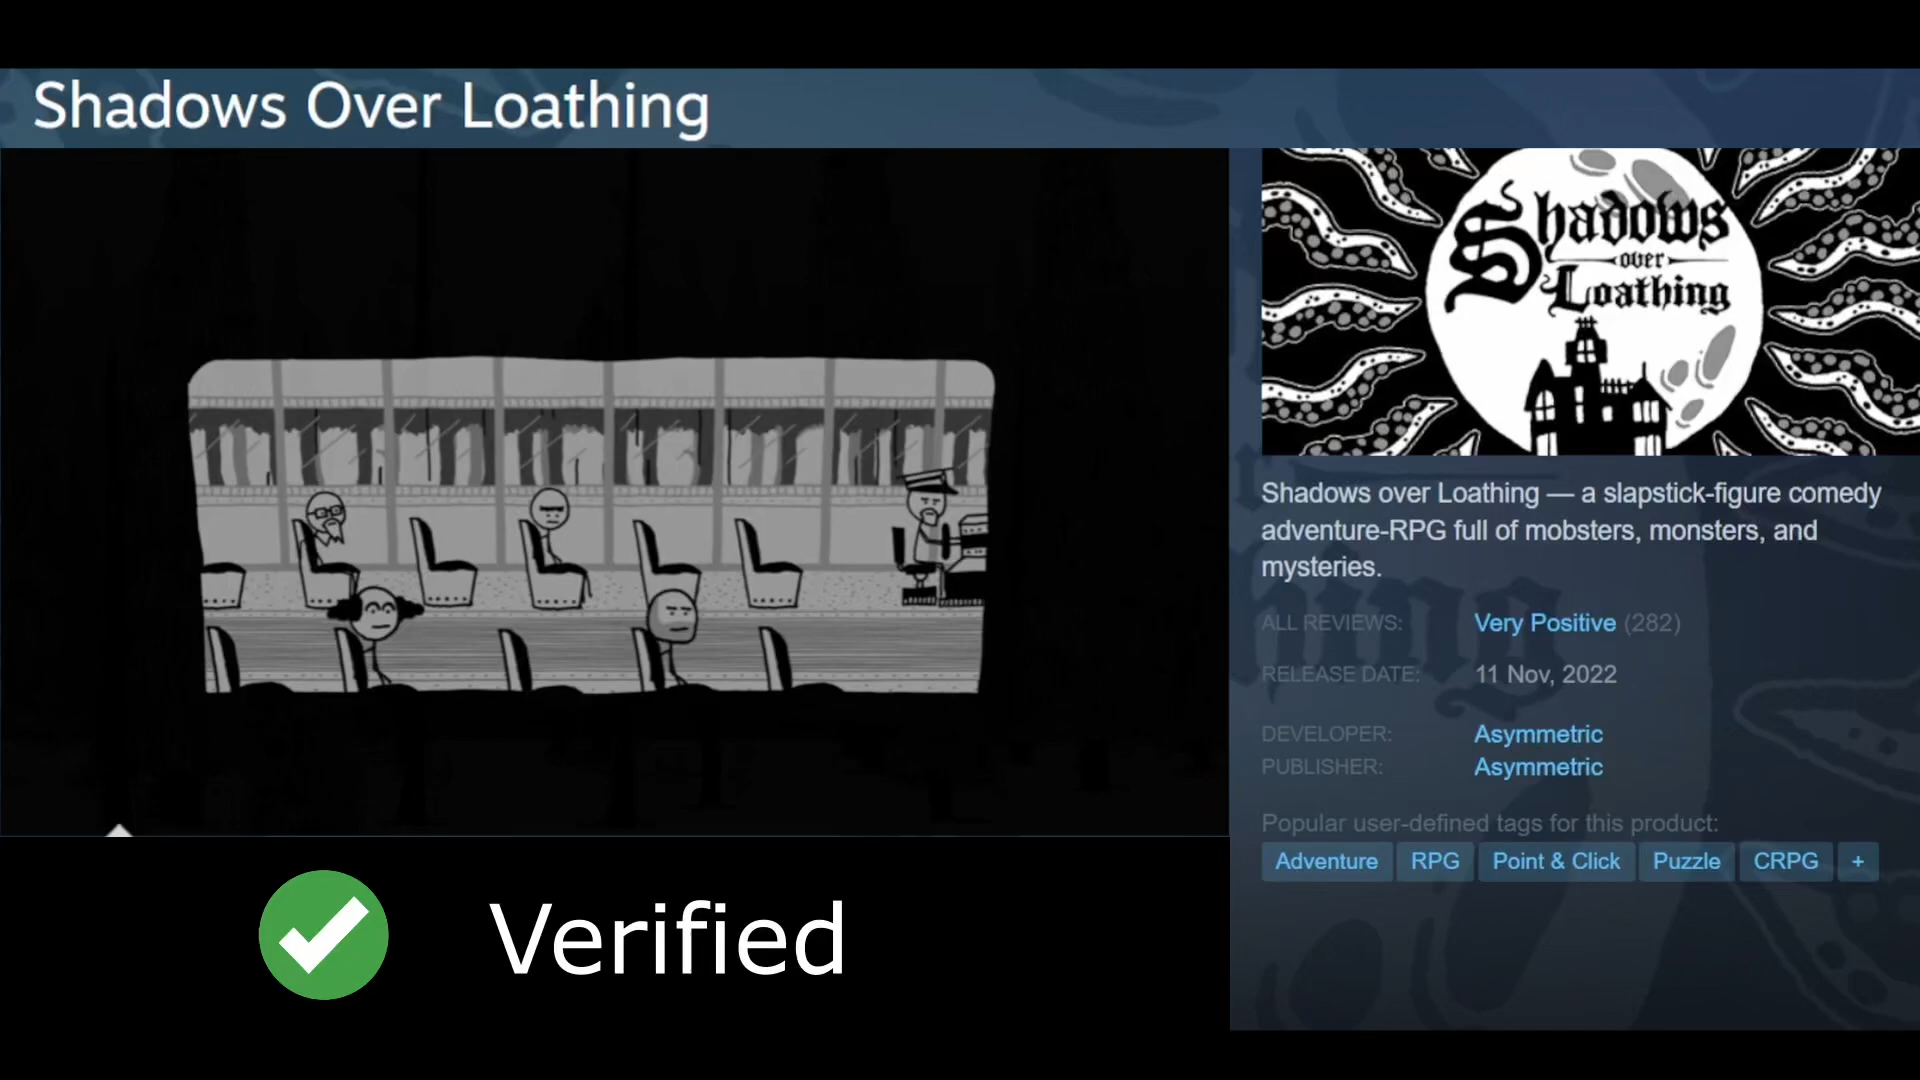 Shadows Over Loathing
Shadows
over
Loathing
Shadows over Loathing — a slapstick-figure comedy
adventure-RPG full of mobsters, monsters, and
mysteries.
ALL REVIEWS: Very Positive (282)
RELEASE DATE: 11 Nov, 2022
DEVELOPER: Asymmetric
PUBLISHER: Asymmetric
Popular user-defined tags for this product:
Adventure RPG Point & Click Puzzle CRPG +
Verified